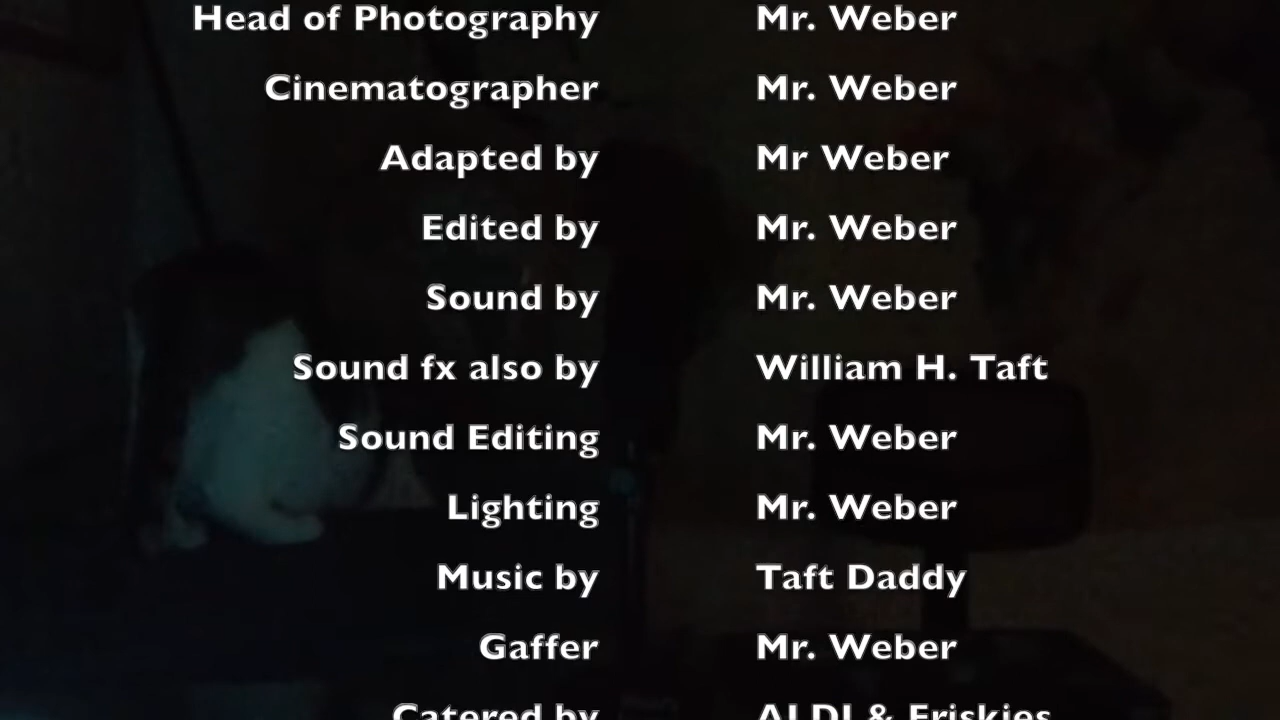 Head of Photography Mr. Weber
Cinematographer Mr. Weber
Adapted by Mr Weber
Edited by Mr. Weber
Sound by Mr. Weber
Sound fx also by William H. Taft
Sound Editing Mr. Weber
Lighting Mr. Weber
Music by Taft Daddy
Gaffer Mr. Weber
Catered by ALDI & Friskies